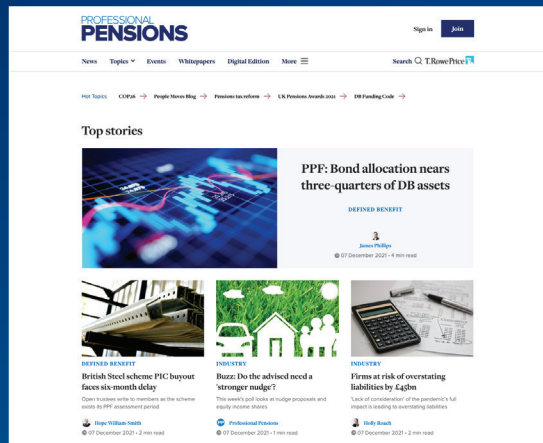 PROFESSIONAL
PENSIONS
Sign in
Join
News Topics Events Whitepapers Digital Edition More
Search T.RowePrice
Hot Topics COP26 → People Moves Blog → Pensions tax reform → UK Pensions Awards 2022 → DB Funding Code →
Top stories
PPF: Bond allocation nears
three-quarters of DB assets
DEFINED BENEFIT
James Phillips
07 December 2021 • 4 min read
DEFINED BENEFIT
British Steel scheme PIC buyout
faces six-month delay
Open trustees write to members as the scheme
exists its PPF assessment period
Hope William-Smith
07 December 2021 • 2 min read
INDUSTRY
Buzz: Do the advised need a
'stronger nudge'?
This week's poll looks at nudge proposals and
equity income shares
Professional Pensions
07 December 2021 • 1 min read
INDUSTRY
Firms at risk of overstating
liabilities by £45bn
'Lack of consideration' of the pandemic's full
impact is leading to overstating liabilities
Holly Roach
07 December 2021 • 2 min read